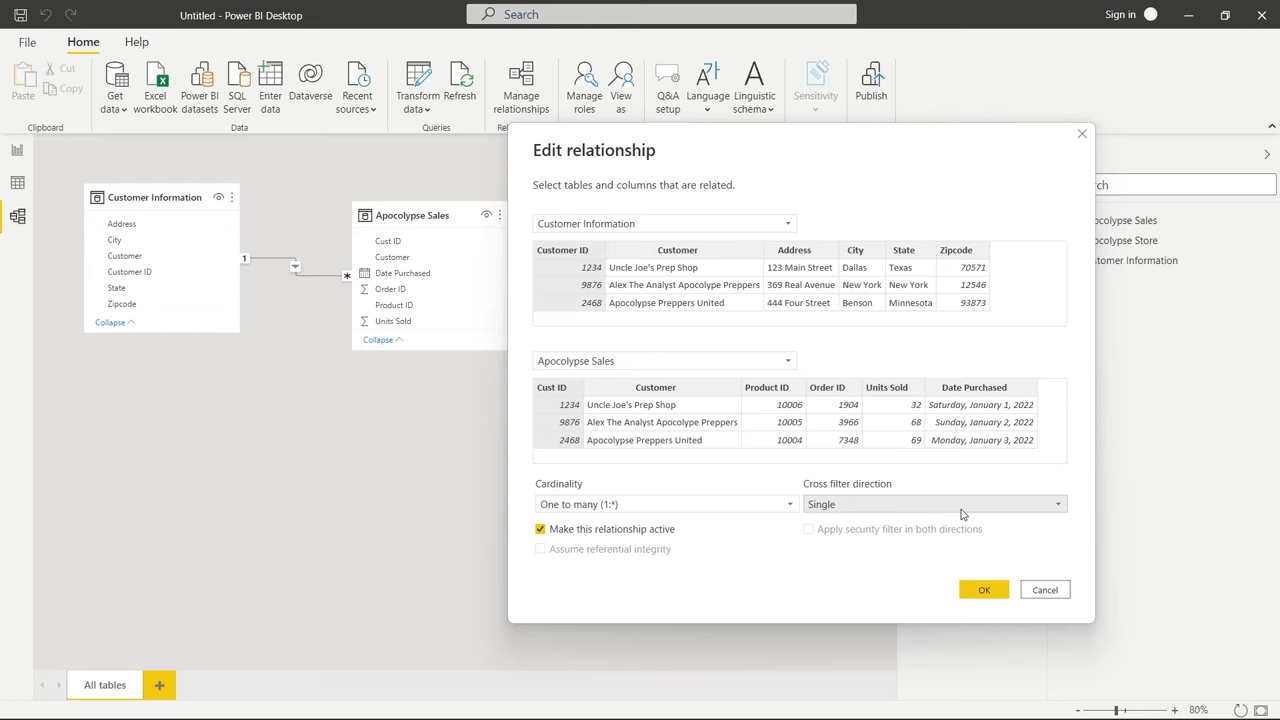 Untitled - Power BI Desktop
Search
Sign in
File
Home
Help
Paste
Cut
Copy
Get data
Excel workbook
Power BI datasets
SQL Server
Enter data
Dataverse
Recent sources
Transform data
Refresh
Manage relationships
Manage roles
View as
Q&A setup
Language
Linguistic schema
Sensitivity
Publish
Clipboard
Data
Queries
Customer Information
Address
City
Customer
Customer ID
State
Zipcode
Collapse
1
*
Apocolypse Sales
Cust ID
Customer
Date Purchased
Σ Order ID
Product ID
Σ Units Sold
Collapse
Edit relationship
Select tables and columns that are related.
Customer Information
Customer ID Customer Address City State Zipcode
1234 Uncle Joe's Prep Shop 123 Main Street Dallas Texas 70571
9876 Alex The Analyst Apocolype Preppers 369 Real Avenue New York New York 12546
2468 Apocolypse Preppers United 444 Four Street Benson Minnesota 93873
Apocolypse Sales
Cust ID Customer Product ID Order ID Units Sold Date Purchased
1234 Uncle Joe's Prep Shop 10006 1904 32 Saturday, January 1, 2022
9876 Alex The Analyst Apocolype Preppers 10005 3966 68 Sunday, January 2, 2022
2468 Apocolypse Preppers United 10004 7348 69 Monday, January 3, 2022
Cardinality
One to many (1:*)
Cross filter direction
Single
Make this relationship active
Apply security filter in both directions
Assume referential integrity
OK
Cancel
rch
ocolypse Sales
ocolypse Store
stomer Information
All tables
+
- + 80%